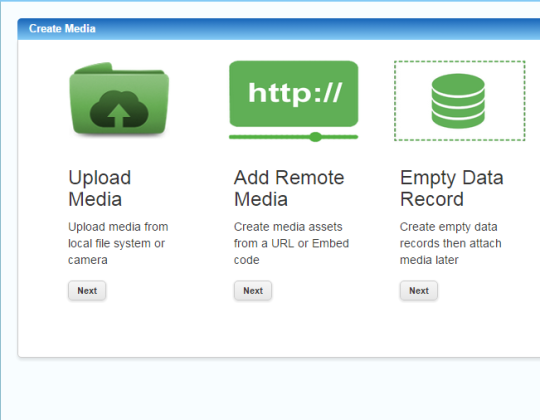 Create Media
http://
Upload
Media
Upload media from
local file system or
camera
Next
Add Remote
Media
Create media assets
from a URL or Embed
code
Next
Empty Data
Record
Create empty data
records then attach
media later
Next